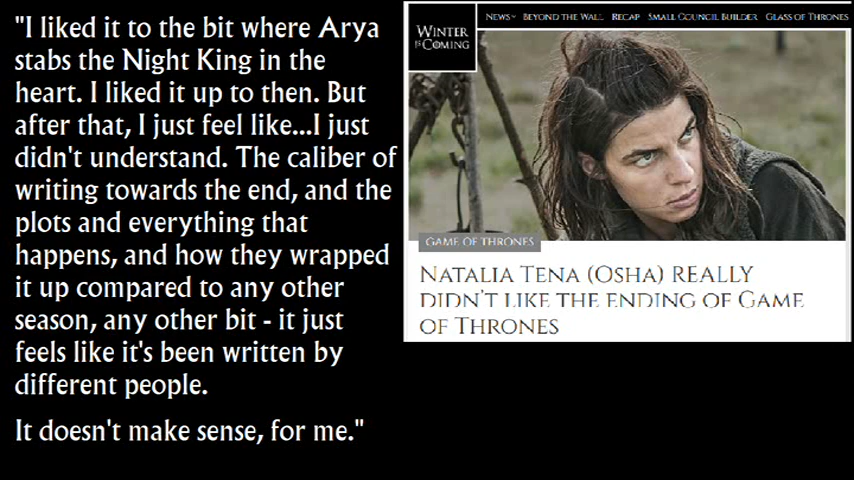 "I liked it to the bit where Arya
stabs the Night King in the
heart. I liked it up to then. But
after that, I just feel like...I just
didn't understand. The caliber of
writing towards the end, and the
plots and everything that
happens, and how they wrapped
it up compared to any other
season, any other bit - it just
feels like it's been written by
different people.
It doesn't make sense, for me."
WINTER
IS COMING
NEWS BEYOND THE WALL RECAP SMALL COUNCIL BUILDER GLASS OF THRONES
GAME OF THRONES
NATALIA TENA (OSHA) REALLY
DIDN'T LIKE THE ENDING OF GAME
OF THRONES